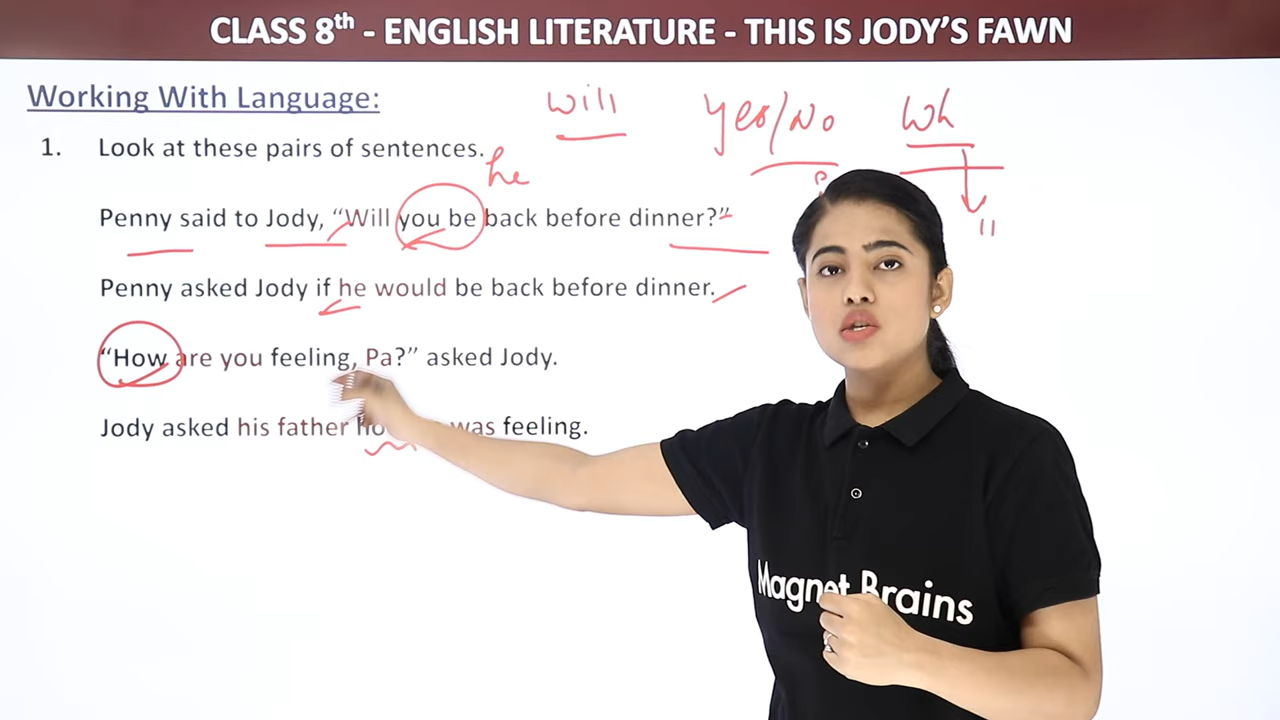 CLASS 8th - ENGLISH LITERATURE - THIS IS JODY'S FAWN
Working With Language:
will Yes/No Wh
1. Look at these pairs of sentences.
he
Penny said to Jody, “Will you be back before dinner?”
"
Penny asked Jody if he would be back before dinner.
“How are you feeling, Pa?” asked Jody.
Jody asked his father was feeling.
Magnet Brains